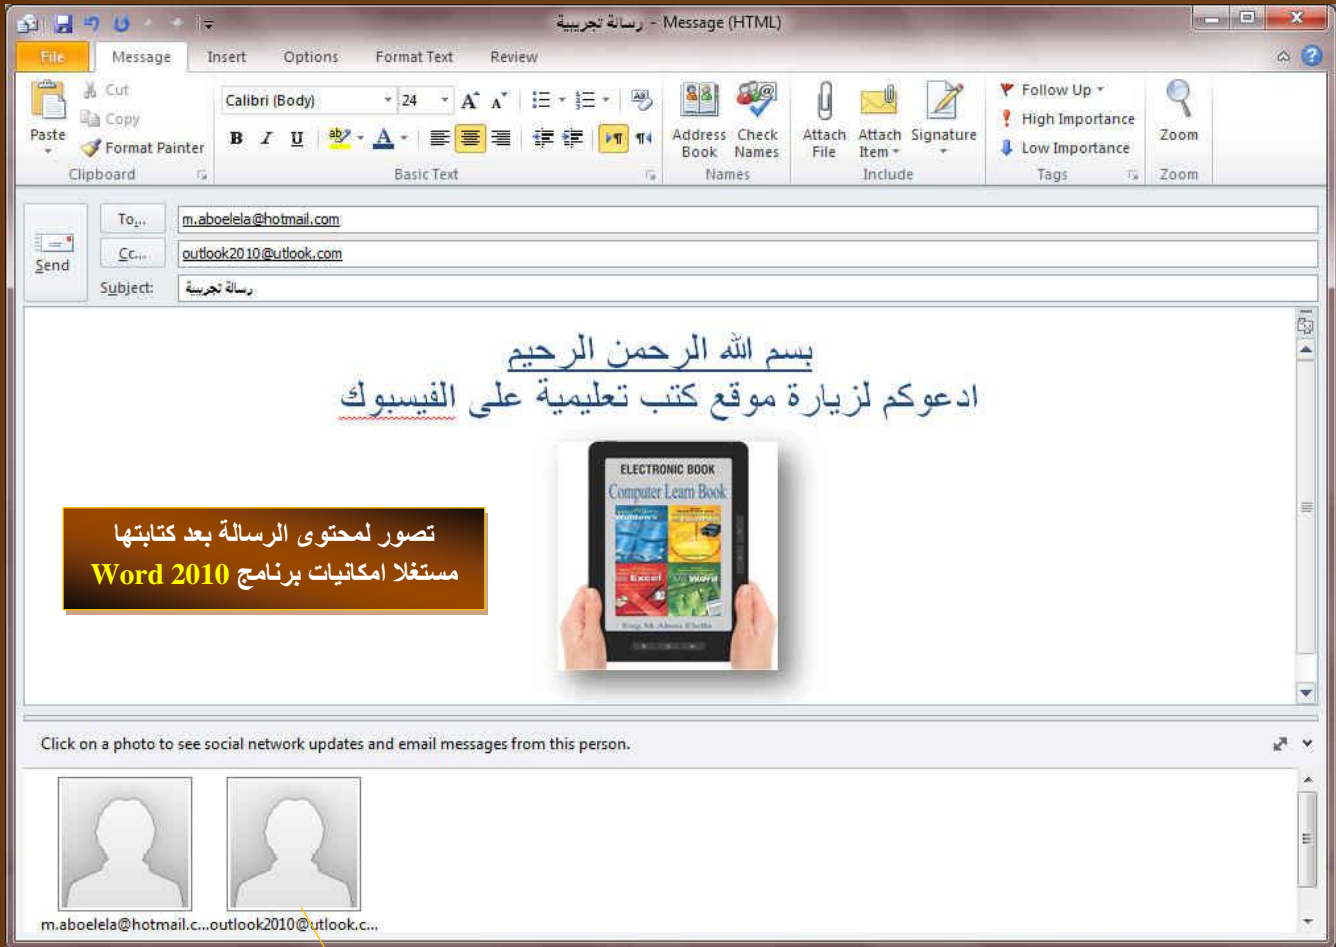 رسالة تجريبية - Message (HTML)
File Message Insert Options Format Text Review
Paste
Cut
Copy
Format Painter
Clipboard
Calibri (Body) 24
B I U
Basic Text
Address Book
Check Names
Names
Attach File
Attach Item
Signature
Include
Follow Up
High Importance
Low Importance
Tags
Zoom
Zoom
Send
To... m.aboelela@hotmail.com
Cc... outlook2010@utlook.com
Subject: رسالة تجريبية
بسم الله الرحمن الرحيم
ادعوكم لزيارة موقع كتب تعليمية على الفيسبوك
ELECTRONIC BOOK
Computer Learn Book
Windows
Excel
Word
تصور لمحتوى الرسالة بعد كتابتها
مستغلا امكانيات برنامج Word 2010
Click on a photo to see social network updates and email messages from this person.
m.aboelela@hotmail.c...
outlook2010@utlook.c...